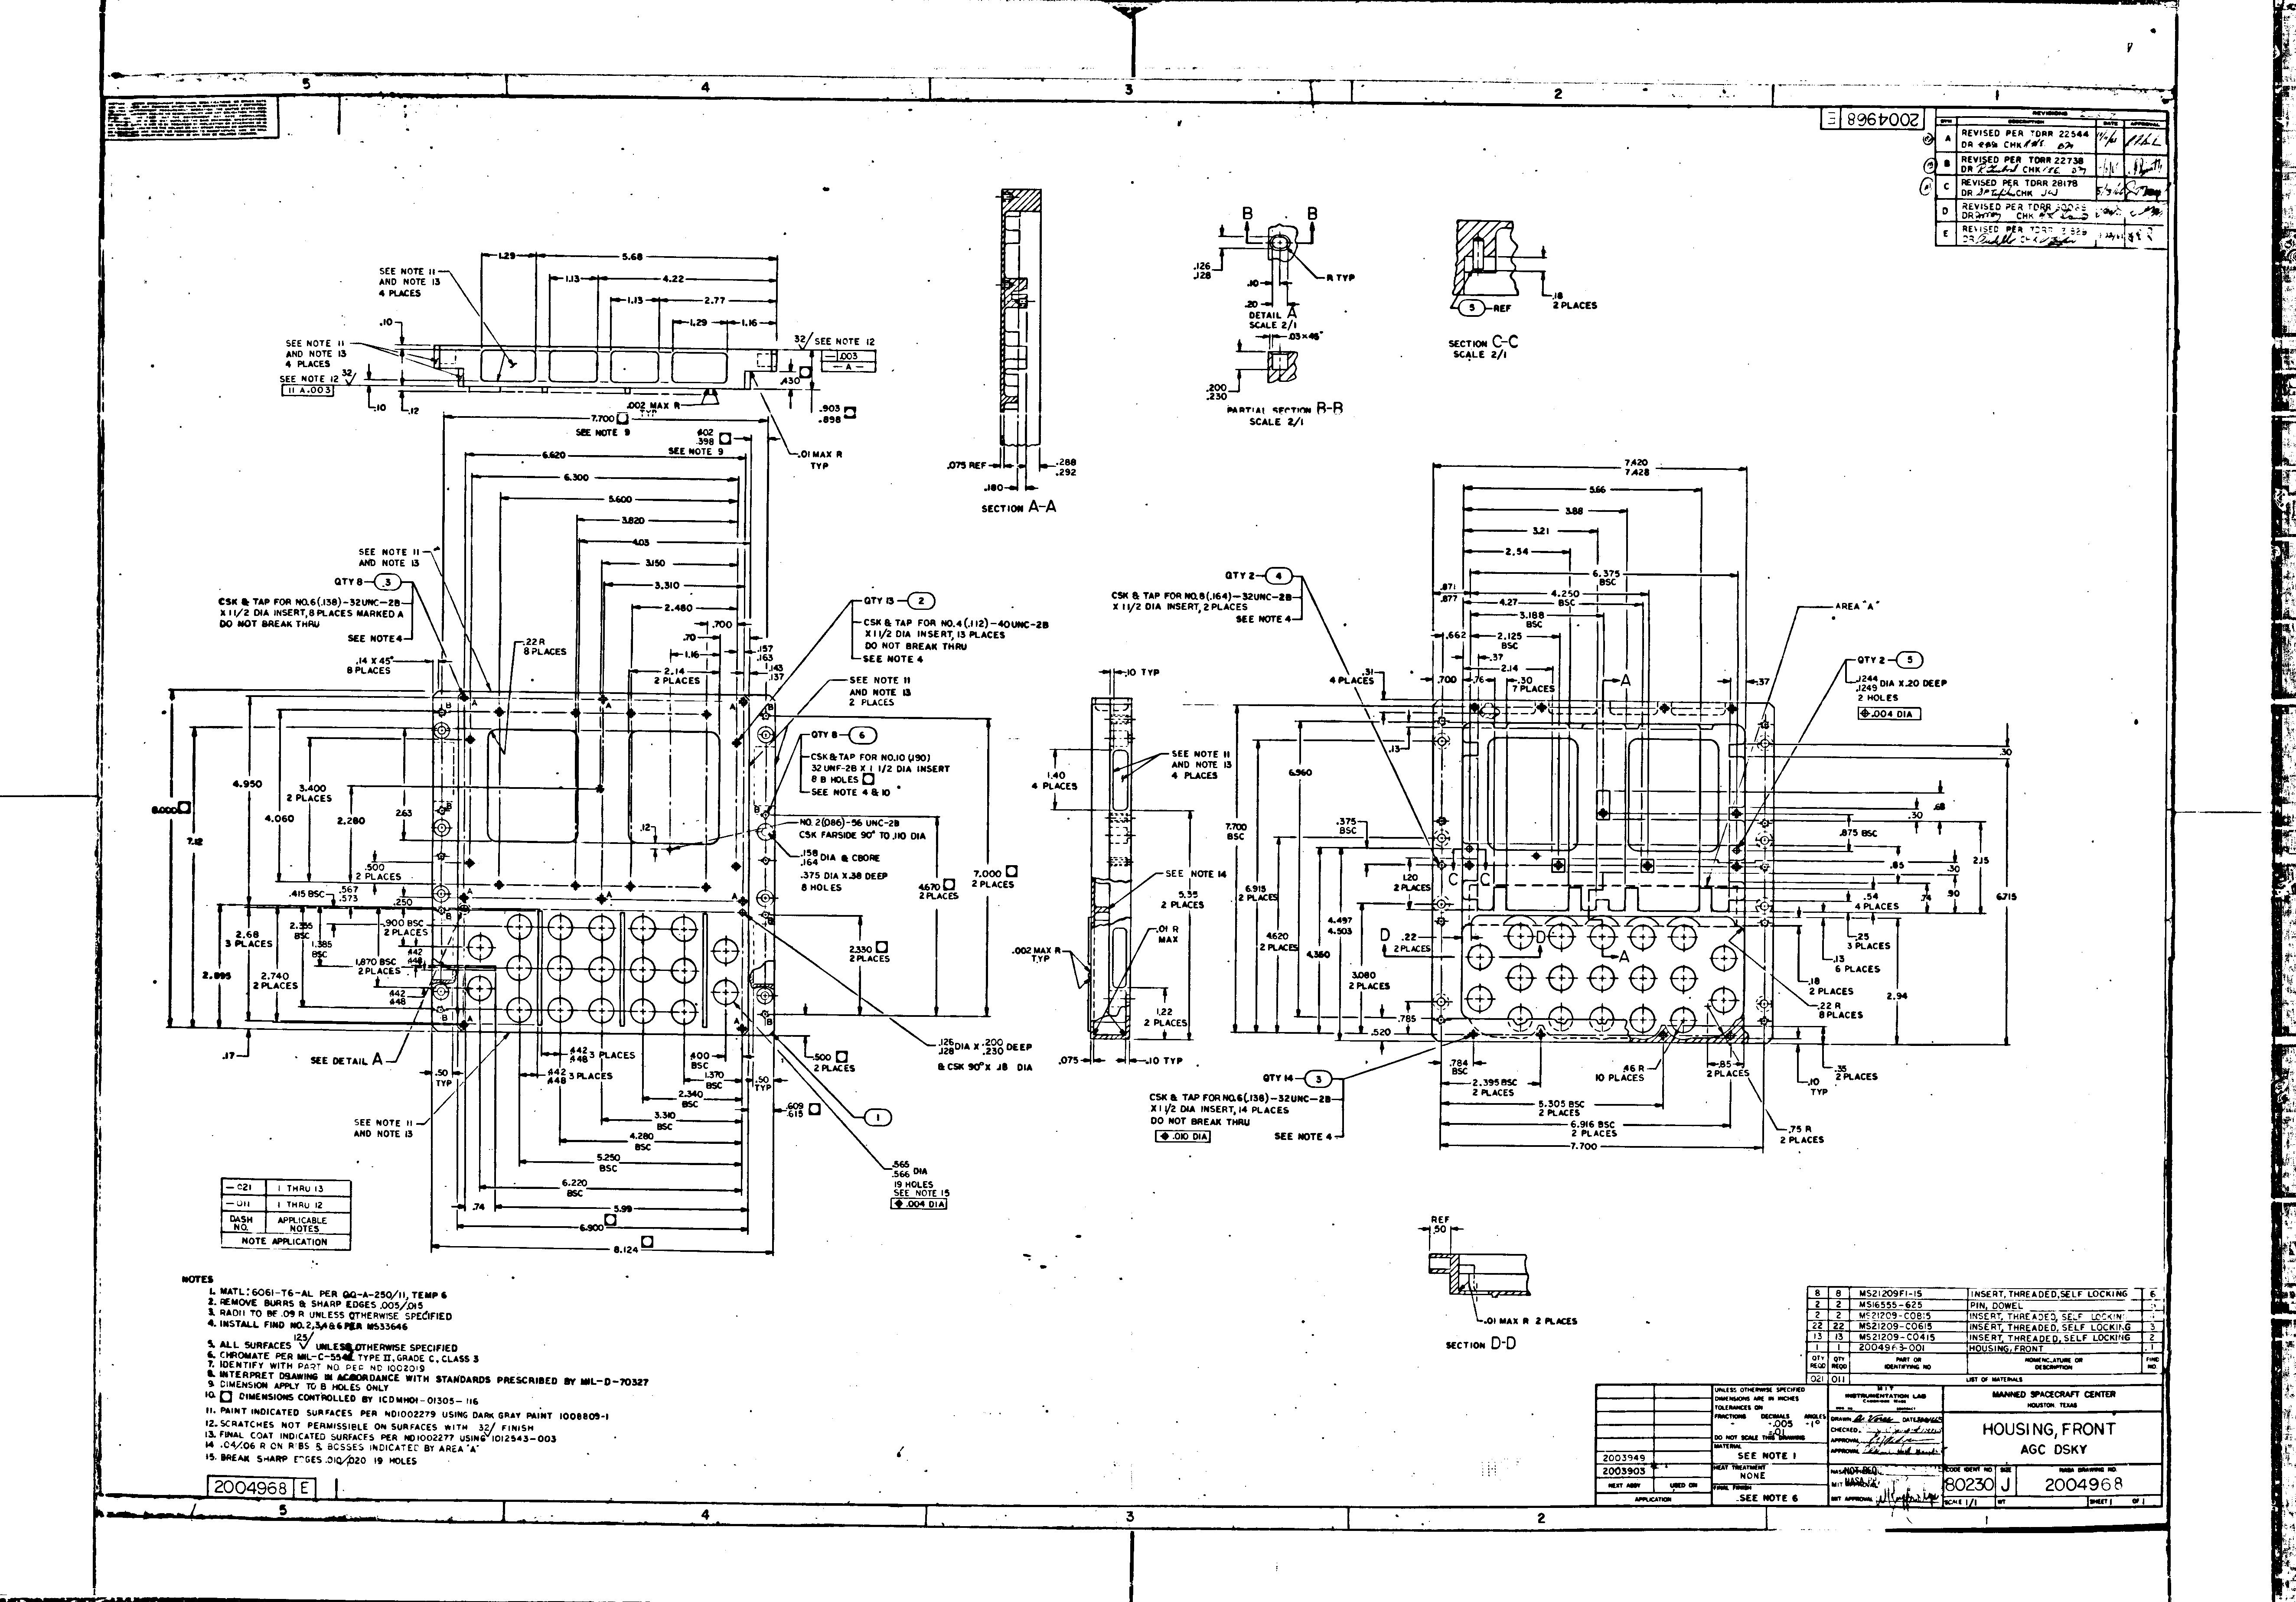 5
4
3
2
1
2004968 E
REVISIONS
SYM DESCRIPTION DATE APPROVAL
A REVISED PER TDRR 22544
DR CHK
B REVISED PER TDRR 22738
DR CHK
C REVISED PER TDRR 28178
DR CHK
D REVISED PER TDRR
DR CHK
E REVISED PER TDRR
SEE NOTE 11
AND NOTE 13
4 PLACES
1.29
5.68
1.13
4.22
1.13
2.77
1.29
1.16
.10
SEE NOTE 11
AND NOTE 13
4 PLACES
SEE NOTE 12
32
11 A .003
.10
.12
.002 MAX R
TYP
32 SEE NOTE 12
.003
— A —
.430
.903
.898
.01 MAX R
TYP
7.700
SEE NOTE 9
.402
.398
SEE NOTE 9
6.620
6.300
5.600
3.820
4.03
3.150
3.310
2.480
.700
.70
1.16
2.14
2 PLACES
.157
.163
.143
.137
SEE NOTE 11
AND NOTE 13
QTY 8 3
CSK & TAP FOR NO.6(.138)-32UNC-2B
X 1 1/2 DIA INSERT, 8 PLACES MARKED A
DO NOT BREAK THRU
SEE NOTE 4
.14 X 45°
8 PLACES
.22 R
8 PLACES
QTY 13 2
CSK & TAP FOR NO.4(.112)-40UNC-2B
X 1 1/2 DIA INSERT, 13 PLACES
DO NOT BREAK THRU
SEE NOTE 4
SEE NOTE 11
AND NOTE 13
2 PLACES
QTY 8 6
CSK & TAP FOR NO.10(.190)
32 UNF-2B X 1 1/2 DIA INSERT
8 B HOLES
SEE NOTE 4 & 10
NO. 2(.086)-56 UNC-2B
CSK FARSIDE 90° TO .110 DIA
.158
.164 DIA & CBORE
.375 DIA X .38 DEEP
8 HOLES
8.000
7.12
4.950
4.060
3.400
2 PLACES
2.280
2.63
.12
.500
2 PLACES
.415 BSC
.567
.573
.250
.900 BSC
2 PLACES
2.355
BSC
1.385
BSC
2.68
3 PLACES
1.870 BSC
2 PLACES
.442
.448
2.895
2.740
2 PLACES
.442
.448
.17
SEE DETAIL A
.50
TYP
.442
.448 3 PLACES
.442
.448 3 PLACES
.400
BSC
1.370
BSC
.50
TYP
2.340
BSC
3.310
BSC
4.280
BSC
5.250
BSC
6.220
BSC
.74
5.99
6.900
8.124
SEE NOTE 11
AND NOTE 13
7.000
2 PLACES
4.670
2 PLACES
2.330
2 PLACES
.500
2 PLACES
.126
.128 DIA X .200
.230 DEEP
& CSK 90° X .18 DIA
.609
.615
1
.565
.566 DIA
19 HOLES
SEE NOTE 15
.004 DIA
.075 REF
.288
.292
.180
SECTION A-A
B B
.126
.128
R TYP
.10
.20
DETAIL A
SCALE 2/1
.03 X 45°
.200
.230
PARTIAL SECTION B-B
SCALE 2/1
5 REF
.18
2 PLACES
SECTION C-C
SCALE 2/1
.10 TYP
1.40
4 PLACES
SEE NOTE 11
AND NOTE 13
4 PLACES
SEE NOTE 14
5.35
2 PLACES
.01 R
MAX
.002 MAX R
TYP
1.22
2 PLACES
.075
.10 TYP
7.420
7.428
5.66
3.88
3.21
2.54
6.375
BSC
.871
.877
4.250
BSC
4.27
3.188
BSC
.662
2.125
BSC
.37
2.14
.700
.76
.30
7 PLACES
A
.37
QTY 2 4
CSK & TAP FOR NO.8(.164)-32UNC-2B
X 1 1/2 DIA INSERT, 2 PLACES
SEE NOTE 4
.31
4 PLACES
.13
AREA "A"
QTY 2 5
.1244
.1249 DIA X .20 DEEP
2 HOLES
.004 DIA
.30
.68
.30
.875 BSC
2.15
.85
.30
.90
.74
.54
4 PLACES
6.715
.25
3 PLACES
.13
6 PLACES
.18
2 PLACES
2.94
.22 R
8 PLACES
.35
2 PLACES
.10
TYP
.75 R
2 PLACES
6.960
7.700
BSC
6.915
2 PLACES
.375
BSC
1.20
2 PLACES
C C
4.620
2 PLACES
4.497
4.503
4.360
D .22
2 PLACES
D
A
3.080
2 PLACES
.785
.520
.784
BSC
2.395 BSC
2 PLACES
.46 R
10 PLACES
.85
2 PLACES
5.305 BSC
2 PLACES
6.916 BSC
2 PLACES
7.700
QTY 14 3
CSK & TAP FOR NO.6(.138)-32UNC-2B
X 1 1/2 DIA INSERT, 14 PLACES
DO NOT BREAK THRU
.010 DIA
SEE NOTE 4
REF
.50
.01 MAX R 2 PLACES
SECTION D-D
-021 1 THRU 13
-011 1 THRU 12
DASH NO. APPLICABLE NOTES
NOTE APPLICATION
NOTES
1. MATL: 6061-T6-AL PER QQ-A-250/11, TEMP 6
2. REMOVE BURRS & SHARP EDGES .005/.015
3. RADII TO BE .09 R UNLESS OTHERWISE SPECIFIED
4. INSTALL FIND NO. 2,3,4&6 PER MS33646
5. ALL SURFACES 125/ UNLESS OTHERWISE SPECIFIED
6. CHROMATE PER MIL-C-5541 TYPE II, GRADE C, CLASS 3
7. IDENTIFY WITH PART NO. PER ND 1002019
8. INTERPRET DRAWING IN ACCORDANCE WITH STANDARDS PRESCRIBED BY MIL-D-70327
9. DIMENSION APPLY TO B HOLES ONLY
10. DIMENSIONS CONTROLLED BY ICD MH01-01305-116
11. PAINT INDICATED SURFACES PER ND1002279 USING DARK GRAY PAINT 1008809-1
12. SCRATCHES NOT PERMISSIBLE ON SURFACES WITH 32/ FINISH
13. FINAL COAT INDICATED SURFACES PER ND1002277 USING 1012543-003
14. .04/.06 R ON RIBS & BOSSES INDICATED BY AREA "A"
15. BREAK SHARP EDGES .010/.020 19 HOLES
2004968 E
8 8 MS21209F1-15 INSERT, THREADED, SELF LOCKING 6
2 2 MS16555-625 PIN, DOWEL
2 2 MS21209-C0815 INSERT, THREADED, SELF LOCKING
22 22 MS21209-C0615 INSERT, THREADED, SELF LOCKING 3
13 13 MS21209-C0415 INSERT, THREADED, SELF LOCKING 2
1 1 2004963-001 HOUSING, FRONT 1
QTY REQD QTY REQD PART OR IDENTIFYING NO NOMENCLATURE OR DESCRIPTION FIND NO
021 011 LIST OF MATERIALS
UNLESS OTHERWISE SPECIFIED
DIMENSIONS ARE IN INCHES
TOLERANCES ON
FRACTIONS DECIMALS ANGLES
.005 1°
.01
DO NOT SCALE THIS DRAWING
MATERIAL
SEE NOTE 1
HEAT TREATMENT
NONE
FINAL FINISH
SEE NOTE 6
2003949
2003903
NEXT ASSY USED ON
APPLICATION
MIT
INSTRUMENTATION LAB
CAMBRIDGE MASS
DRAWN DATE
CHECKED
APPROVAL
APPROVAL
NASA
MIT APPROVAL
MANNED SPACECRAFT CENTER
HOUSTON TEXAS
HOUSING, FRONT
AGC DSKY
CODE IDENT NO SIZE NASA DRAWING NO.
80230 J 2004968
SCALE 1/1 WT SHEET 1 OF 1
5
4
3
2
1